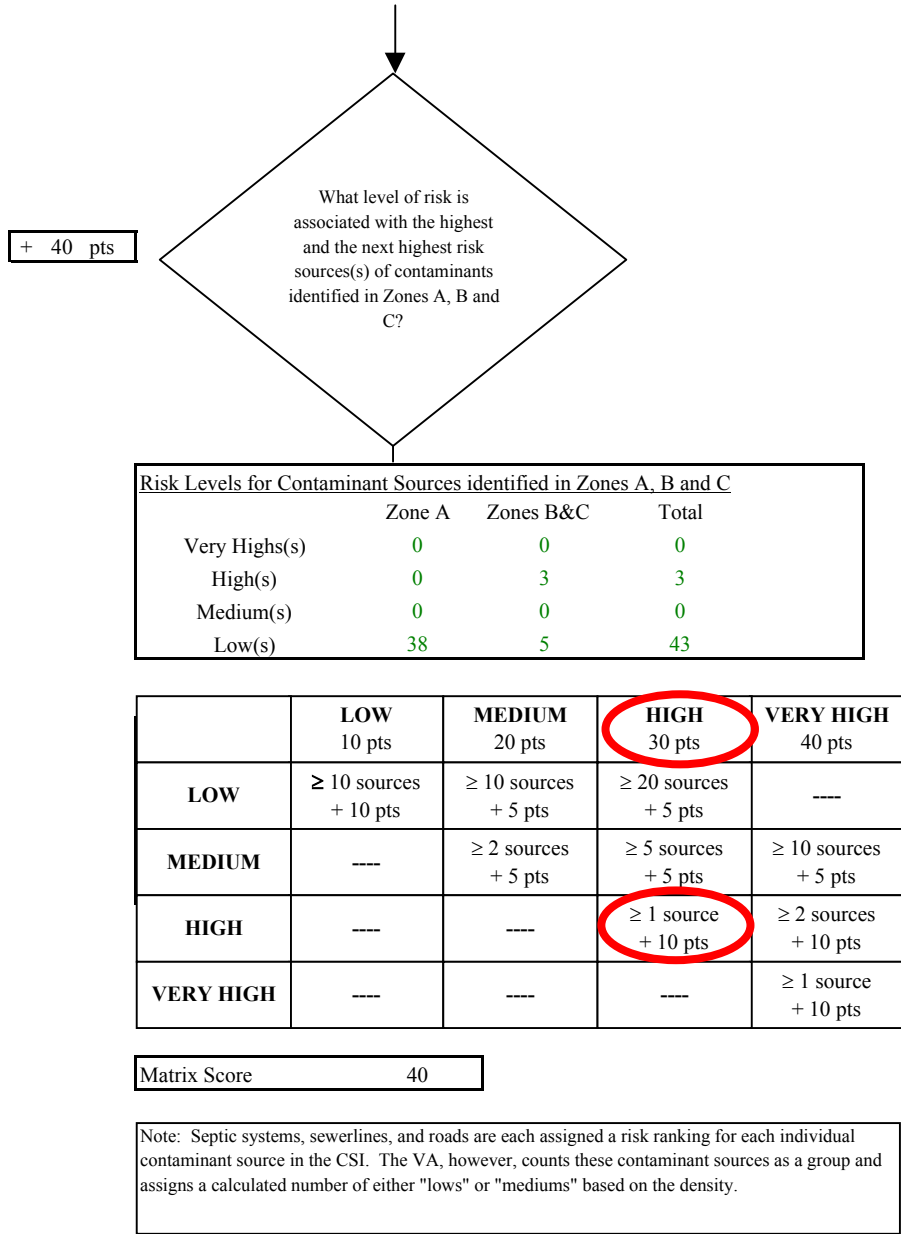 What level of risk is
associated with the highest
and the next highest risk
sources(s) of contaminants
identified in Zones A, B and
C?
+ 40 pts
Risk Levels for Contaminant Sources identified in Zones A, B and C
Zone A Zones B&C Total
Very Highs(s) 0 0 0
High(s) 0 3 3
Medium(s) 0 0 0
Low(s) 38 5 43
LOW MEDIUM HIGH VERY HIGH
10 pts 20 pts 30 pts 40 pts
LOW ≥ 10 sources + 10 pts ≥ 10 sources + 5 pts ≥ 20 sources + 5 pts ----
MEDIUM ---- ≥ 2 sources + 5 pts ≥ 5 sources + 5 pts ≥ 10 sources + 5 pts
HIGH ---- ---- ≥ 1 source + 10 pts ≥ 2 sources + 10 pts
VERY HIGH ---- ---- ---- ≥ 1 source + 10 pts
Matrix Score 40
Note: Septic systems, sewerlines, and roads are each assigned a risk ranking for each individual
contaminant source in the CSI. The VA, however, counts these contaminant sources as a group and
assigns a calculated number of either "lows" or "mediums" based on the density.